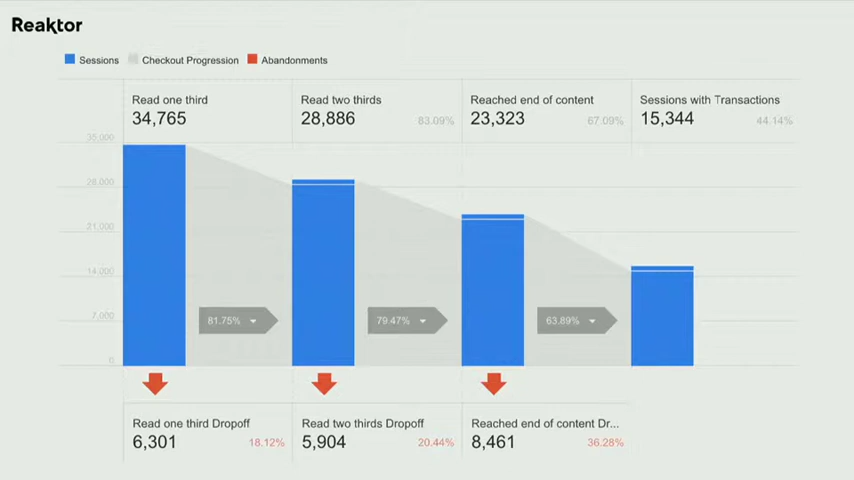 Reaktor
Sessions Checkout Progression Abandonments
Read one third Read two thirds Reached end of content Sessions with Transactions
34,765 28,886 83.09% 23,323 67.09% 15,344 44.14%
35,000
28,000
21,000
14,000
7,000
0
81.75% 79.47% 63.89%
Read one third Dropoff Read two thirds Dropoff Reached end of content Dr...
6,301 18.12% 5,904 20.44% 8,461 36.28%